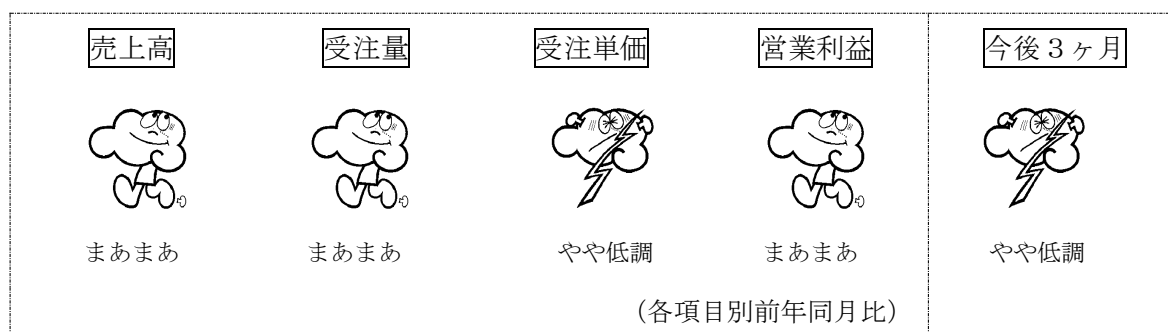 売上高 受注量 受注単価 営業利益 今後３ヶ月
まあまあ まあまあ やや低調 まあまあ やや低調
（各項目別前年同月比）